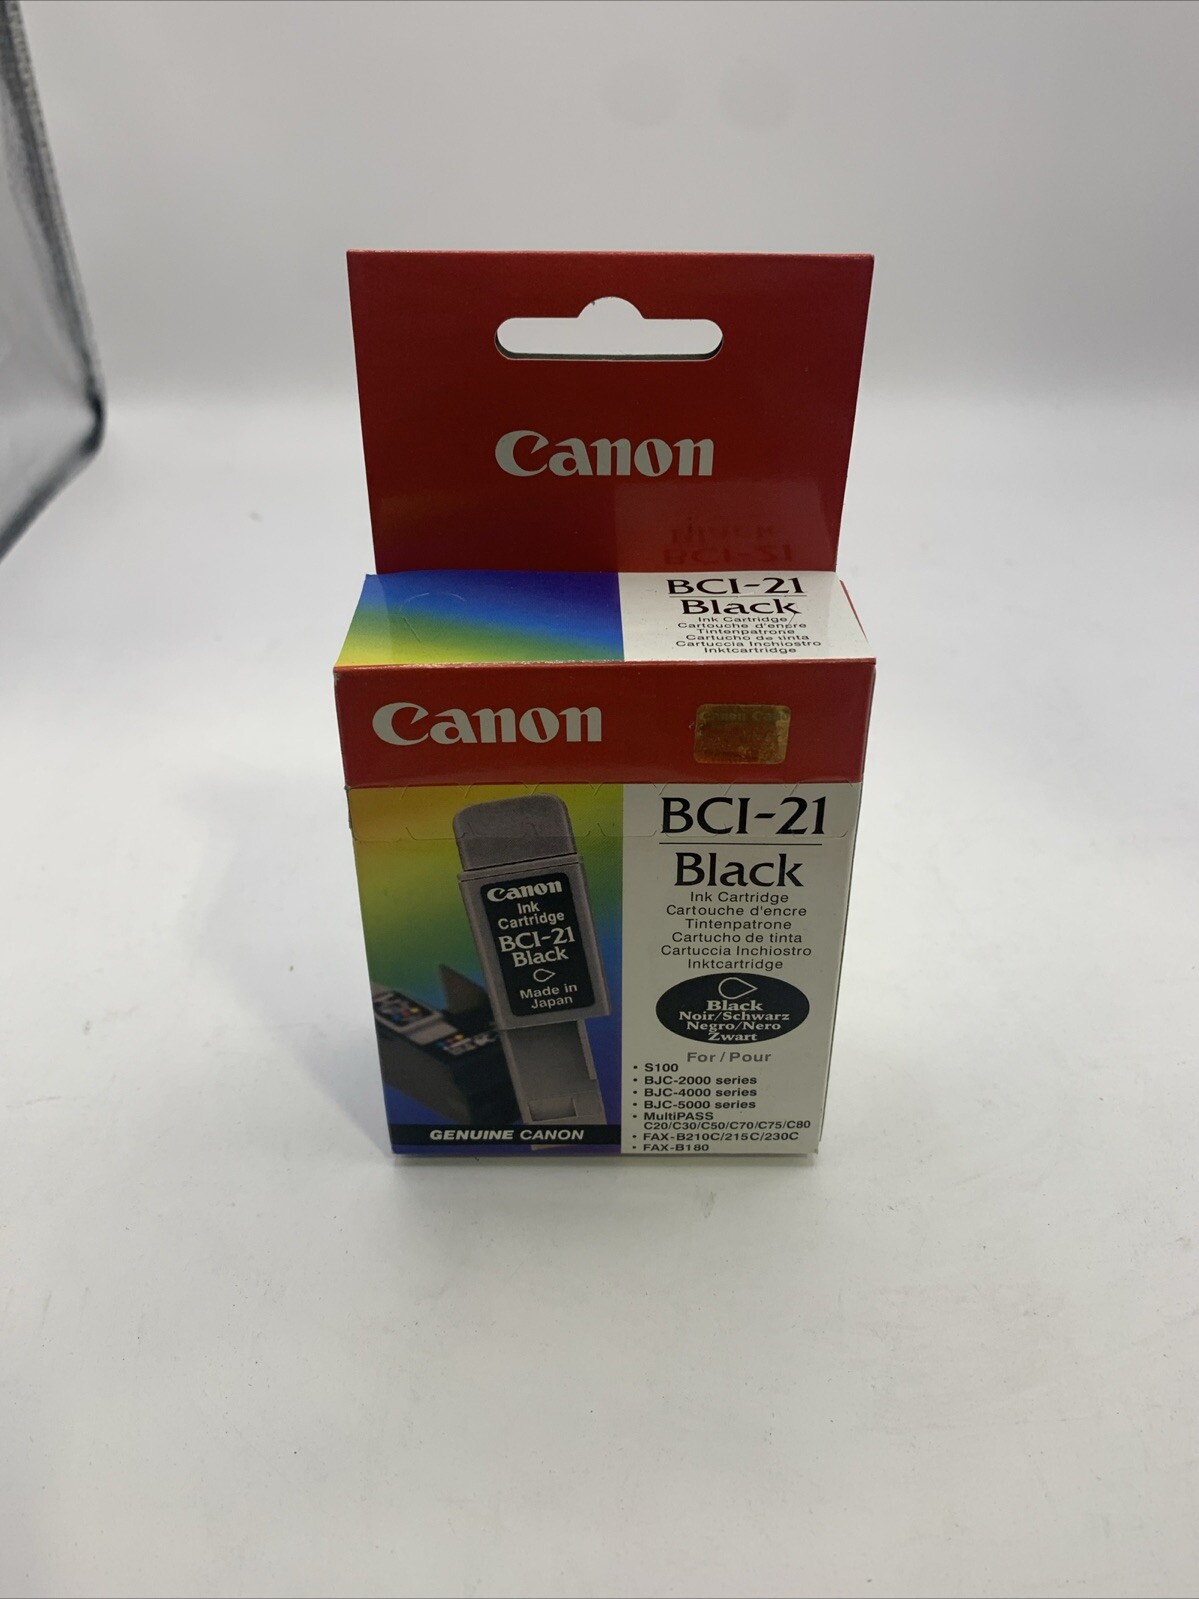 Canon
BCI-21
Black
Ink Cartridge
Cartouche d'encre
Tintenpatrone
Cartucho de tinta
Cartuccia Inchiostro
Inktcartridge
Canon
Canon
BCI-21
Black
Ink Cartridge
Cartouche d'encre
Tintenpatrone
Cartucho de tinta
Cartuccia Inchiostro
Inktcartridge
Black
Noir/Schwarz
Negro/Nero
Zwart
For/Pour
• S100
• BJC-2000 series
• BJC-4000 series
• BJC-5000 series
• MultiPASS
C20/C30/C50/C70/C75/C80
• FAX-B210C/215C/230C
• FAX-B180
Canon
Ink
Cartridge
BCI-21
Black
Made in
Japan
GENUINE CANON